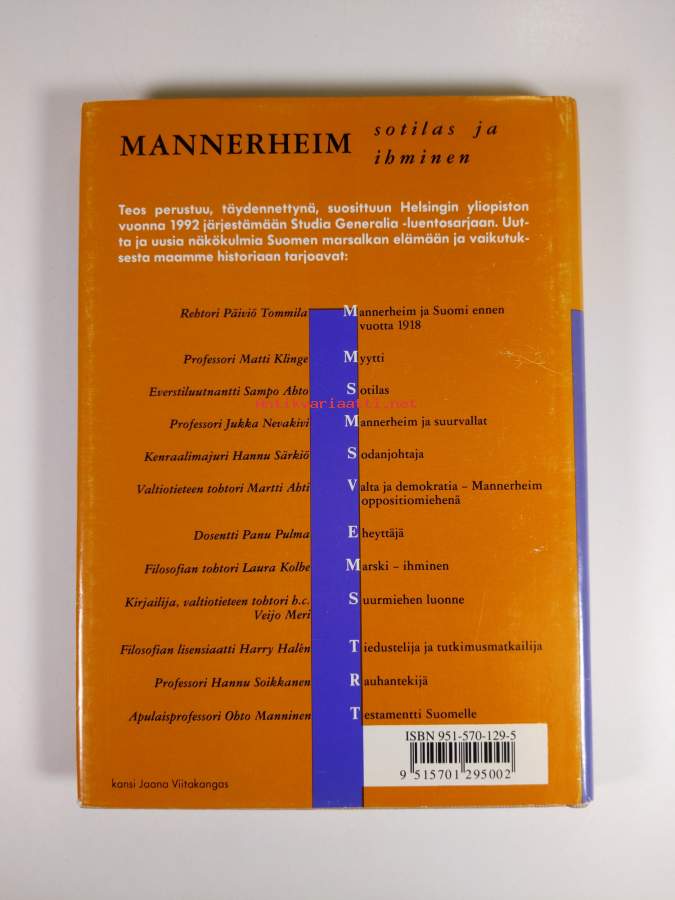 MANNERHEIM sotilas ja
ihminen
Teos perustuu, täydennettynä, suosittuun Helsingin yliopiston
vuonna 1992 järjestämään Studia Generalia -luentosarjaan. Uut-
ta ja uusia näkökulmia Suomen marsalkan elämään ja vaikutuk-
sesta maamme historiaan tarjoavat:
Rehtori Päiviö Tommila Mannerheim ja Suomi ennen
vuotta 1918
Professori Matti Klinge Myytti
Everstiluutnantti Sampo Ahto Sotilas
antikvariaatti.net
Professori Jukka Nevakivi Mannerheim ja suurvallat
Kenraalimajuri Hannu Särkiö Sodanjohtaja
Valtiotieteen tohtori Martti Ahti Valta ja demokratia – Mannerheim
oppositiomiehenä
Dosentti Panu Pulma Eheyttäjä
Filosofian tohtori Laura Kolbe Marski – ihminen
Kirjailija, valtiotieteen tohtori h.c. Suurmiehen luonne
Veijo Meri
Filosofian lisensiaatti Harry Halèn Tiedustelija ja tutkimusmatkailija
Professori Hannu Soikkanen Rauhantekijä
Apulaisprofessori Ohto Manninen Testamentti Suomelle
ISBN 951-570-129-5
9 515701 295002
kansi Jaana Viitakangas